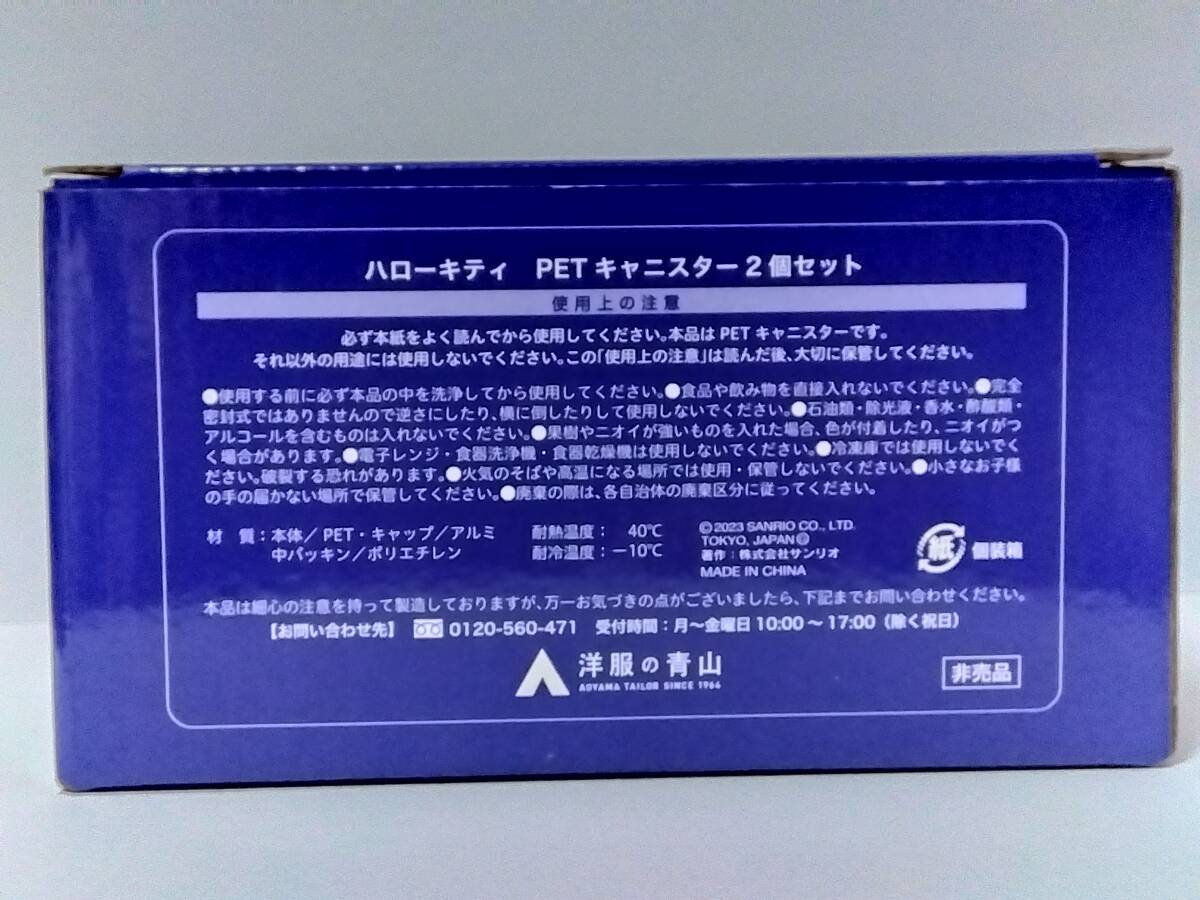 ハローキティ　PETキャニスター2個セット
使用上の注意
必ず本紙をよく読んでから使用してください。本品はPETキャニスターです。
それ以外の用途には使用しないでください。この「使用上の注意」は読んだ後、大切に保管してください。
●使用する前に必ず本品の中を洗浄してから使用してください。●食品や飲み物を直接入れないでください。●完全
密封式ではありませんので逆さにしたり、横に倒したりして使用しないでください。●石油類・除光液・香水・酢酸類・
アルコールを含むものは入れないでください。●果樹やニオイが強いものを入れた場合、色が付着したり、ニオイがつ
く場合があります。●電子レンジ・食器洗浄機・食器乾燥機は使用しないでください。●冷凍庫では使用しないでく
ださい。破裂する恐れがあります。●火気のそばや高温になる場所では使用・保管しないでください。●小さなお子様
の手の届かない場所で保管してください。●廃棄の際は、各自治体の廃棄区分に従ってください。
材　質：本体／PET・キャップ／アルミ
中パッキン／ポリエチレン
耐熱温度：　40℃
耐冷温度：－10℃
©2023 SANRIO CO., LTD.
TOKYO, JAPAN Ⓛ
著作：株式会社サンリオ
MADE IN CHINA
紙 個装箱
本品は細心の注意を持って製造しておりますが、万一お気づきの点がございましたら、下記までお問い合わせください。
【お問い合わせ先】 0120-560-471　受付時間：月～金曜日10:00～17:00（除く祝日）
洋服の青山
AOYAMA TAILOR SINCE 1964
非売品